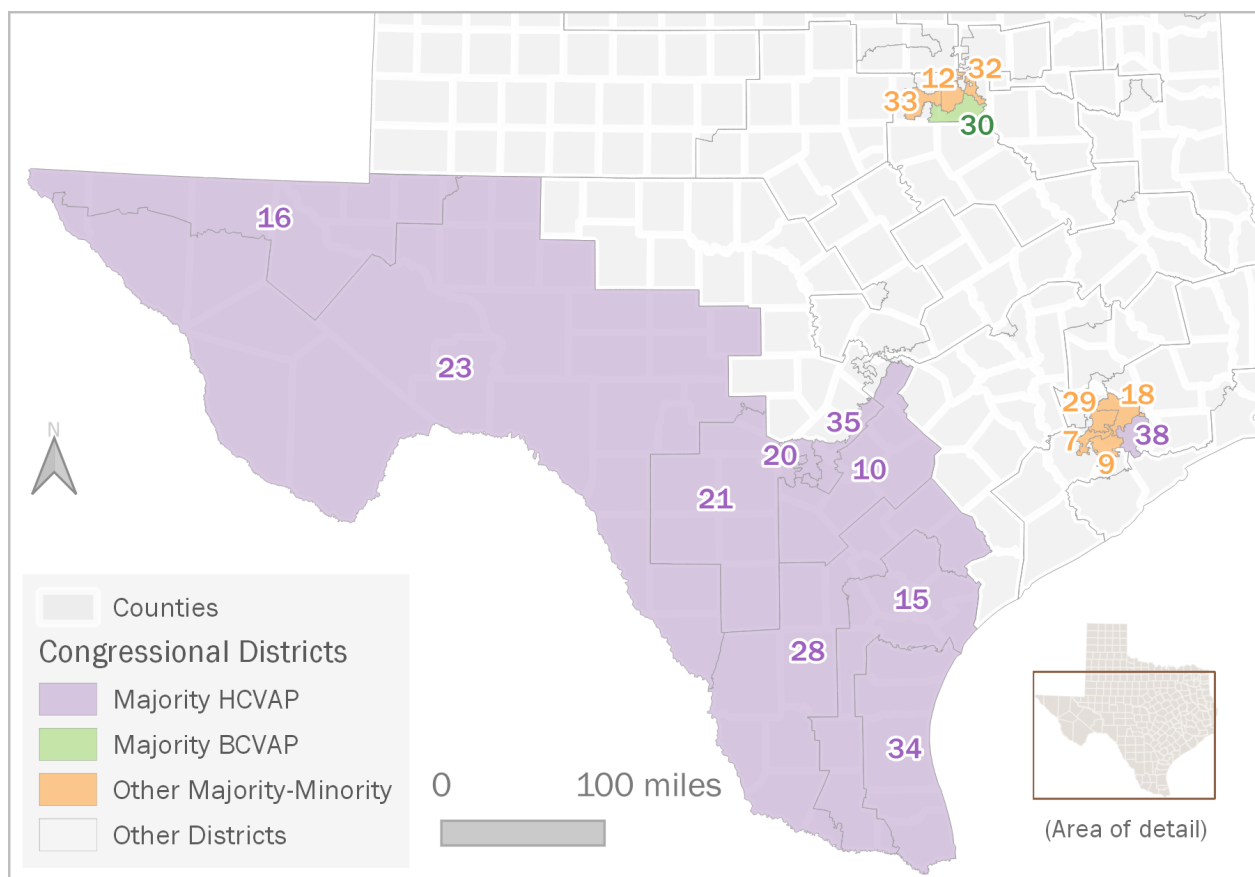 32
12
33
30
16
23
29
18
35
7
38
20
9
10
21
N
15
Counties
Congressional Districts
28
Majority HCVAP
Majority BCVAP
34
Other Majority-Minority
0
100 miles
Other Districts
(Area of detail)